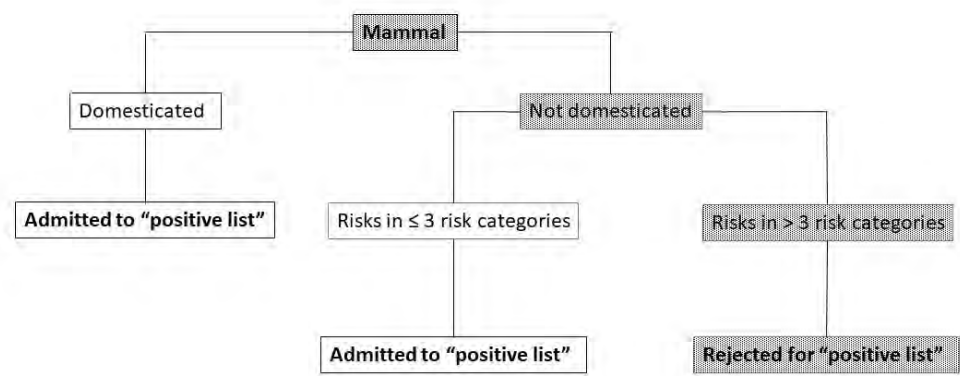 Mammal
Domesticated
Not domesticated
Admitted to “positive list”
Risks in ≤ 3 risk categories
Risks in > 3 risk categories
Admitted to “positive list”
Rejected for “positive list”